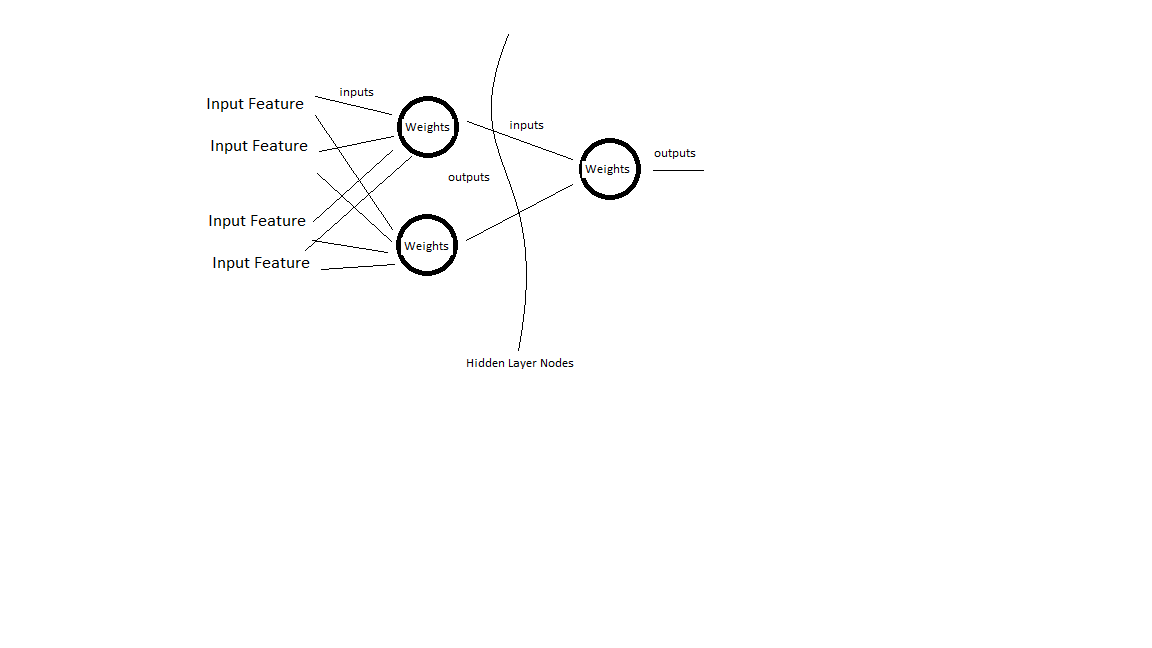 inputs
Input Feature
Weights
inputs
Input Feature
outputs
Weights
outputs
Input Feature
Weights
Input Feature
Hidden Layer Nodes